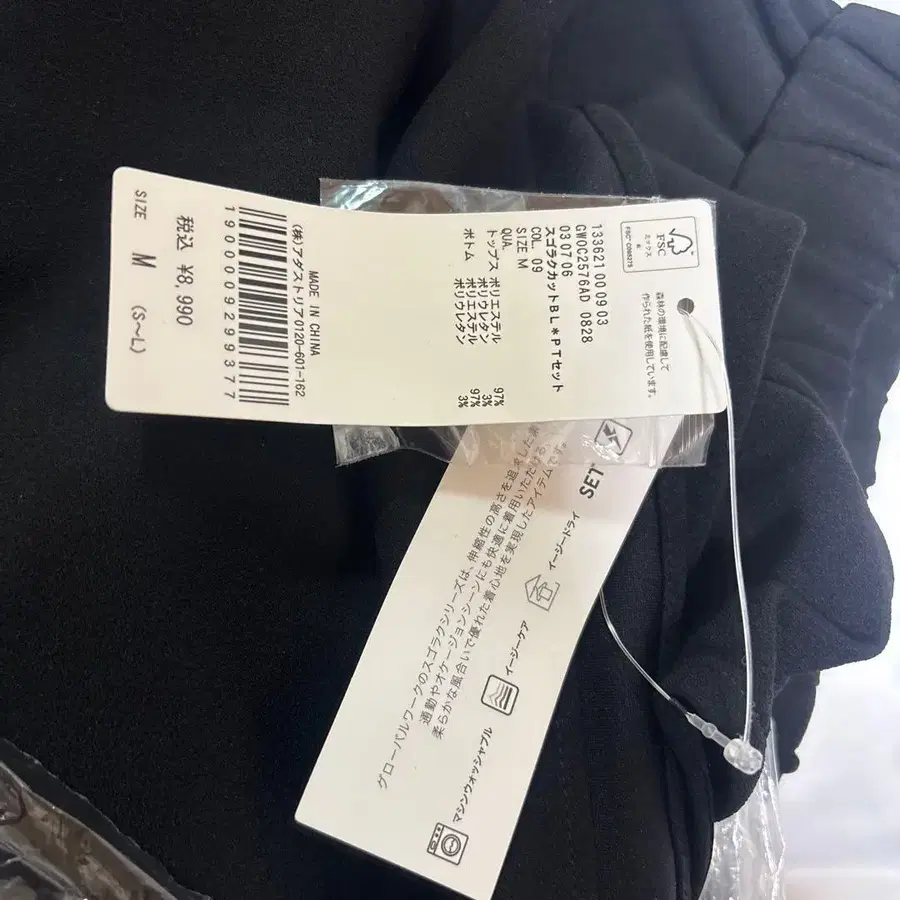 FSC
ミックス
紙
FSC® C095275
森林の環境に配慮して
作られた紙を使用しています。
133621 00 09 03
GW0C2576AD 0828
03 07 06
スゴラクカットBL*PTセット
COL. 09
SIZE M
QUA.
トップス ポリエステル 97%
ポリウレタン 3%
ボトム ポリエステル 97%
ポリウレタン 3%
MADE IN CHINA
(株)アダストリア0120-601-162
1900009299377
税込 ¥8,990
SIZE M (S~L)
グローバルワークのスゴラクシリーズは、伸縮性の高さを追求した素
通勤やオケージョンシーンにも快適に着用いただける、
柔らかな風合いで優れた着心地を実現したアイテムです。
マシンウォッシャブル
イージーケア
イージードライ
SET